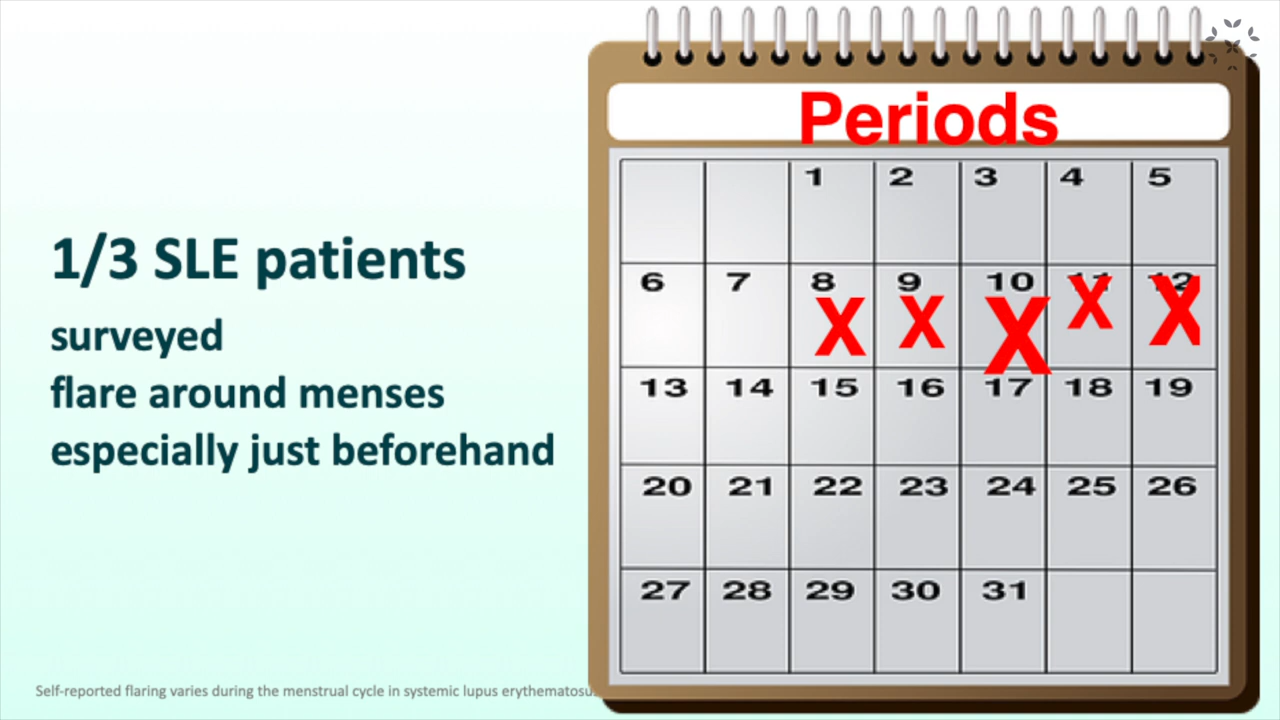 Periods
1/3 SLE patients
surveyed
flare around menses
especially just beforehand
1 2 3 4 5
6 7 8 9 10 11 12
X X X X X
13 14 15 16 17 18 19
20 21 22 23 24 25 26
27 28 29 30 31
Self-reported flaring varies during the menstrual cycle in systemic lupus